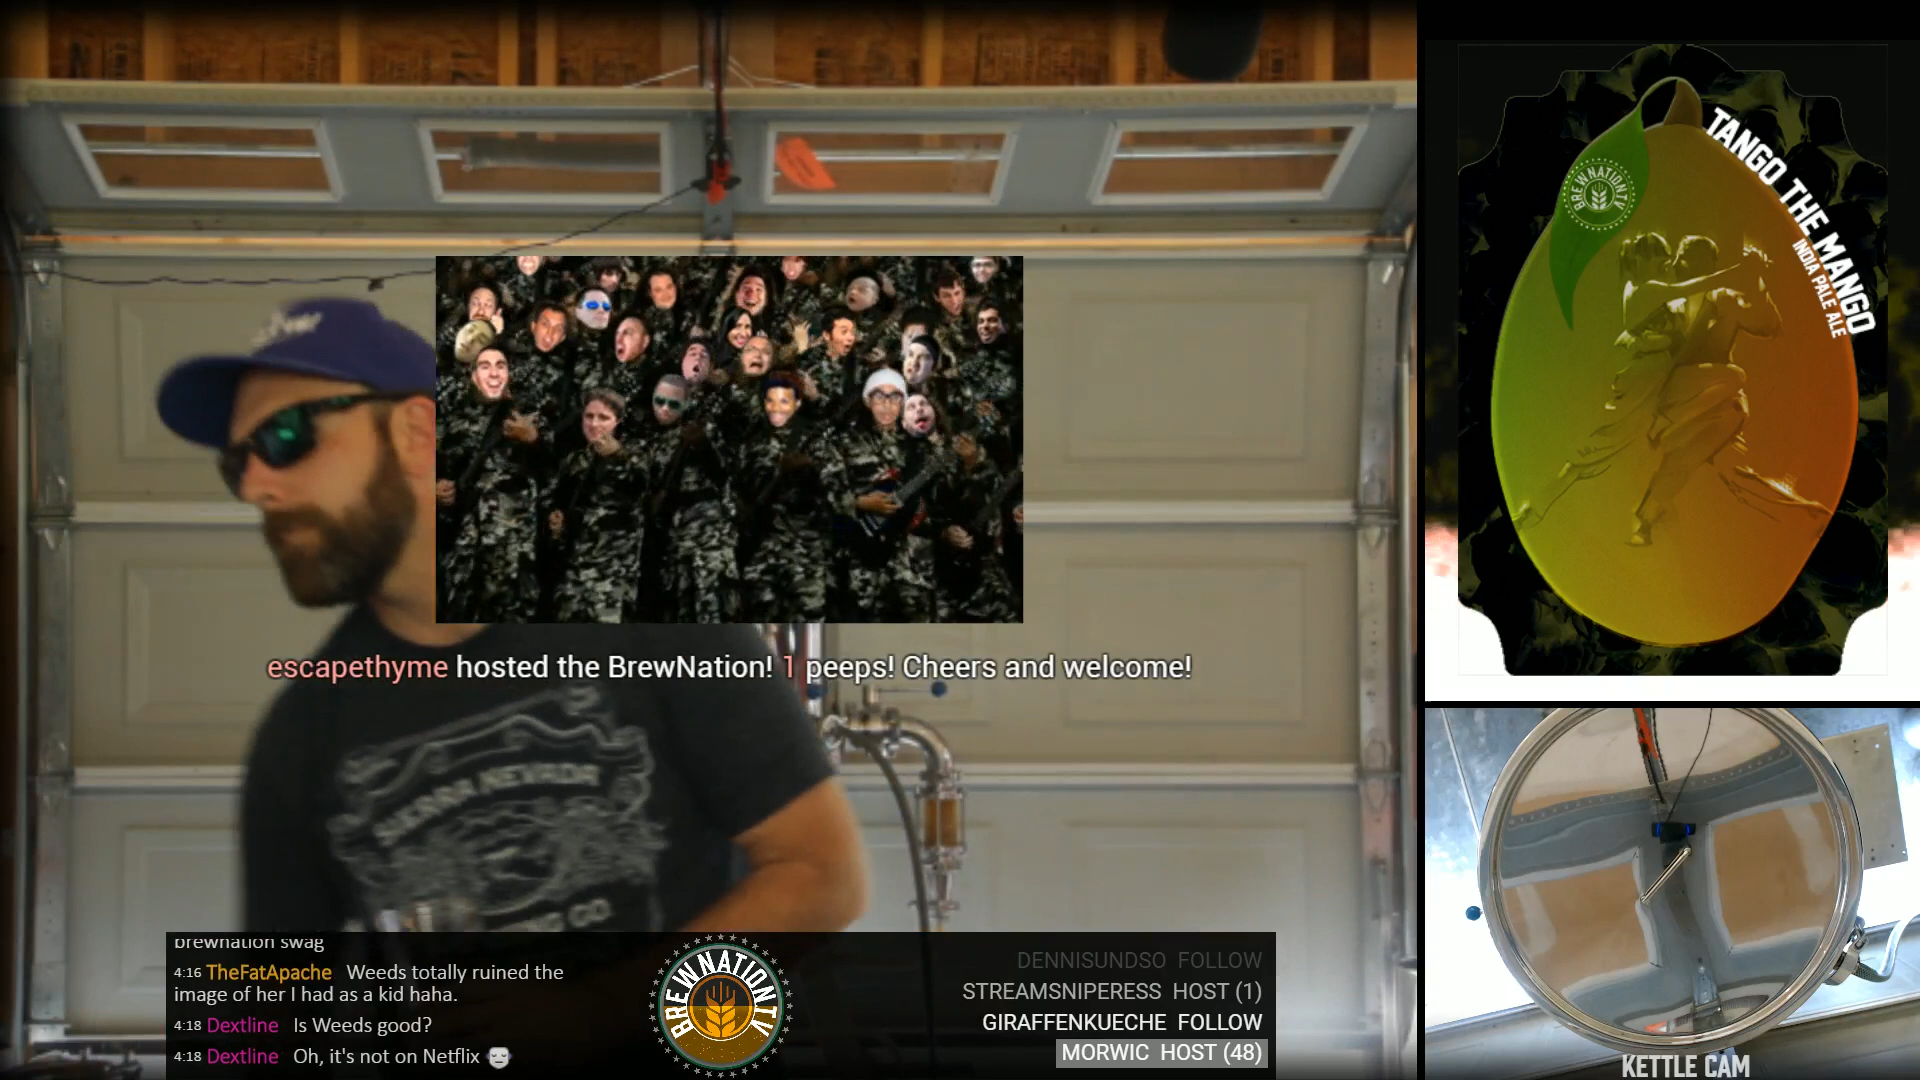 TANGO THE MANGO
INDIA PALE ALE
BREWNATION.TV
escapethyme hosted the BrewNation! 1 peeps! Cheers and welcome!
SIERRA NEVADA
CO.
brewnation swag
4:16 TheFatApache Weeds totally ruined the
image of her I had as a kid haha.
4:18 Dextline Is Weeds good?
4:18 Dextline Oh, it's not on Netflix
BREWNATION.TV
DENNISUNDSO FOLLOW
STREAMSNIPERESS HOST (1)
GIRAFFENKUECHE FOLLOW
MORWIC HOST (48)
KETTLE CAM